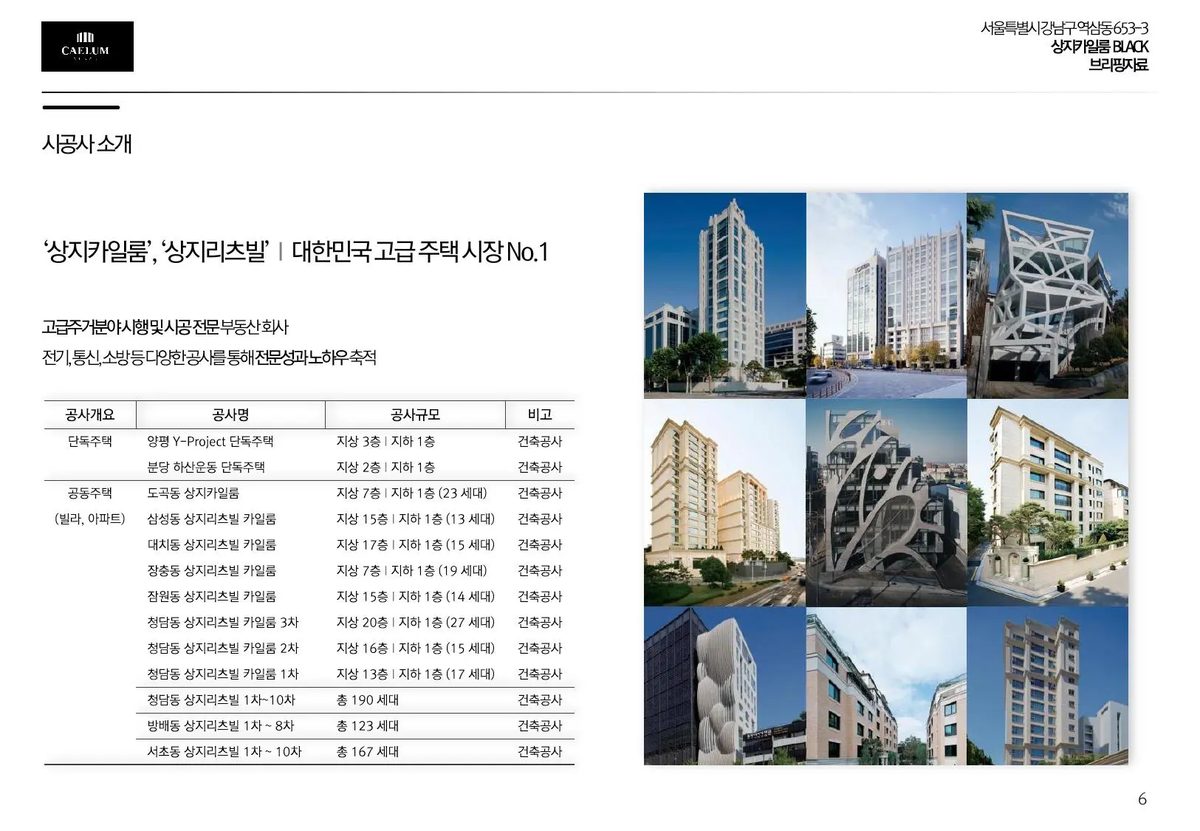 CAELUM
서울특별시 강남구 역삼동 653-3
상지카일룸 BLACK
브리핑자료
시공사 소개
‘상지카일룸’, ‘상지리츠빌’ | 대한민국 고급 주택 시장 No.1
고급주거분야 시행 및 시공 전문 부동산 회사
전기, 통신, 소방 등 다양한 공사를 통해 전문성과 노하우 축적
공사개요 공사명 공사규모 비고
단독주택 양평 Y-Project 단독주택 지상 3층 | 지하 1층 건축공사
분당 하산운동 단독주택 지상 2층 | 지하 1층 건축공사
공동주택 도곡동 상지카일룸 지상 7층 | 지하 1층 (23 세대) 건축공사
(빌라, 아파트) 삼성동 상지리츠빌 카일룸 지상 15층 | 지하 1층 (13 세대) 건축공사
대치동 상지리츠빌 카일룸 지상 17층 | 지하 1층 (15 세대) 건축공사
장충동 상지리츠빌 카일룸 지상 7층 | 지하 1층 (19 세대) 건축공사
잠원동 상지리츠빌 카일룸 지상 15층 | 지하 1층 (14 세대) 건축공사
청담동 상지리츠빌 카일룸 3차 지상 20층 | 지하 1층 (27 세대) 건축공사
청담동 상지리츠빌 카일룸 2차 지상 16층 | 지하 1층 (15 세대) 건축공사
청담동 상지리츠빌 카일룸 1차 지상 13층 | 지하 1층 (17 세대) 건축공사
청담동 상지리츠빌 1차~10차 총 190 세대 건축공사
방배동 상지리츠빌 1차 ~ 8차 총 123 세대 건축공사
서초동 상지리츠빌 1차 ~ 10차 총 167 세대 건축공사
6